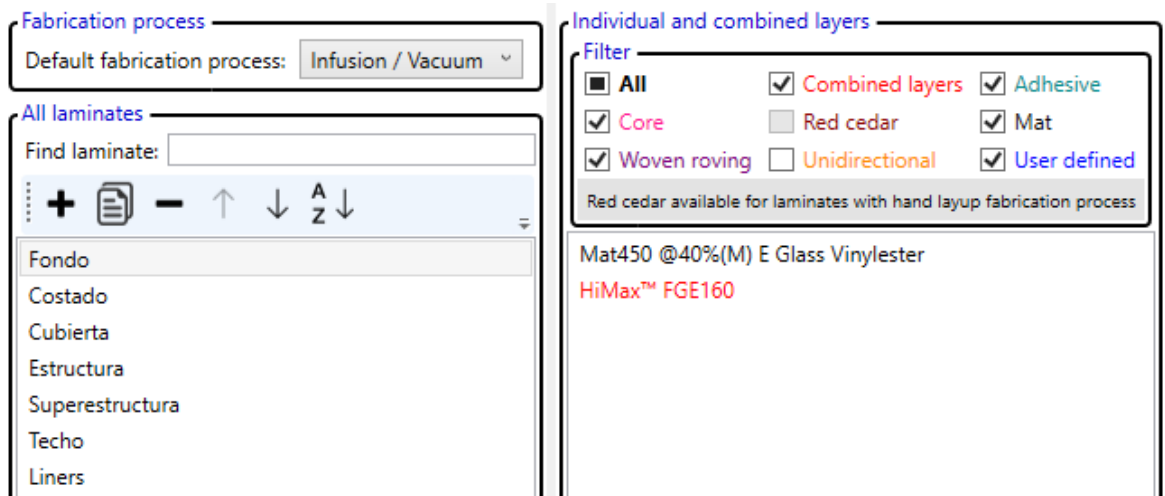 Fabrication process
Default fabrication process: Infusion / Vacuum
All laminates
Find laminate:
A
Z
Fondo
Costado
Cubierta
Estructura
Superestructura
Techo
Liners
Individual and combined layers
Filter
All Combined layers Adhesive
Core Red cedar Mat
Woven roving Unidirectional User defined
Red cedar available for laminates with hand layup fabrication process
Mat450 @40%(M) E Glass Vinylester
HiMax™ FGE160